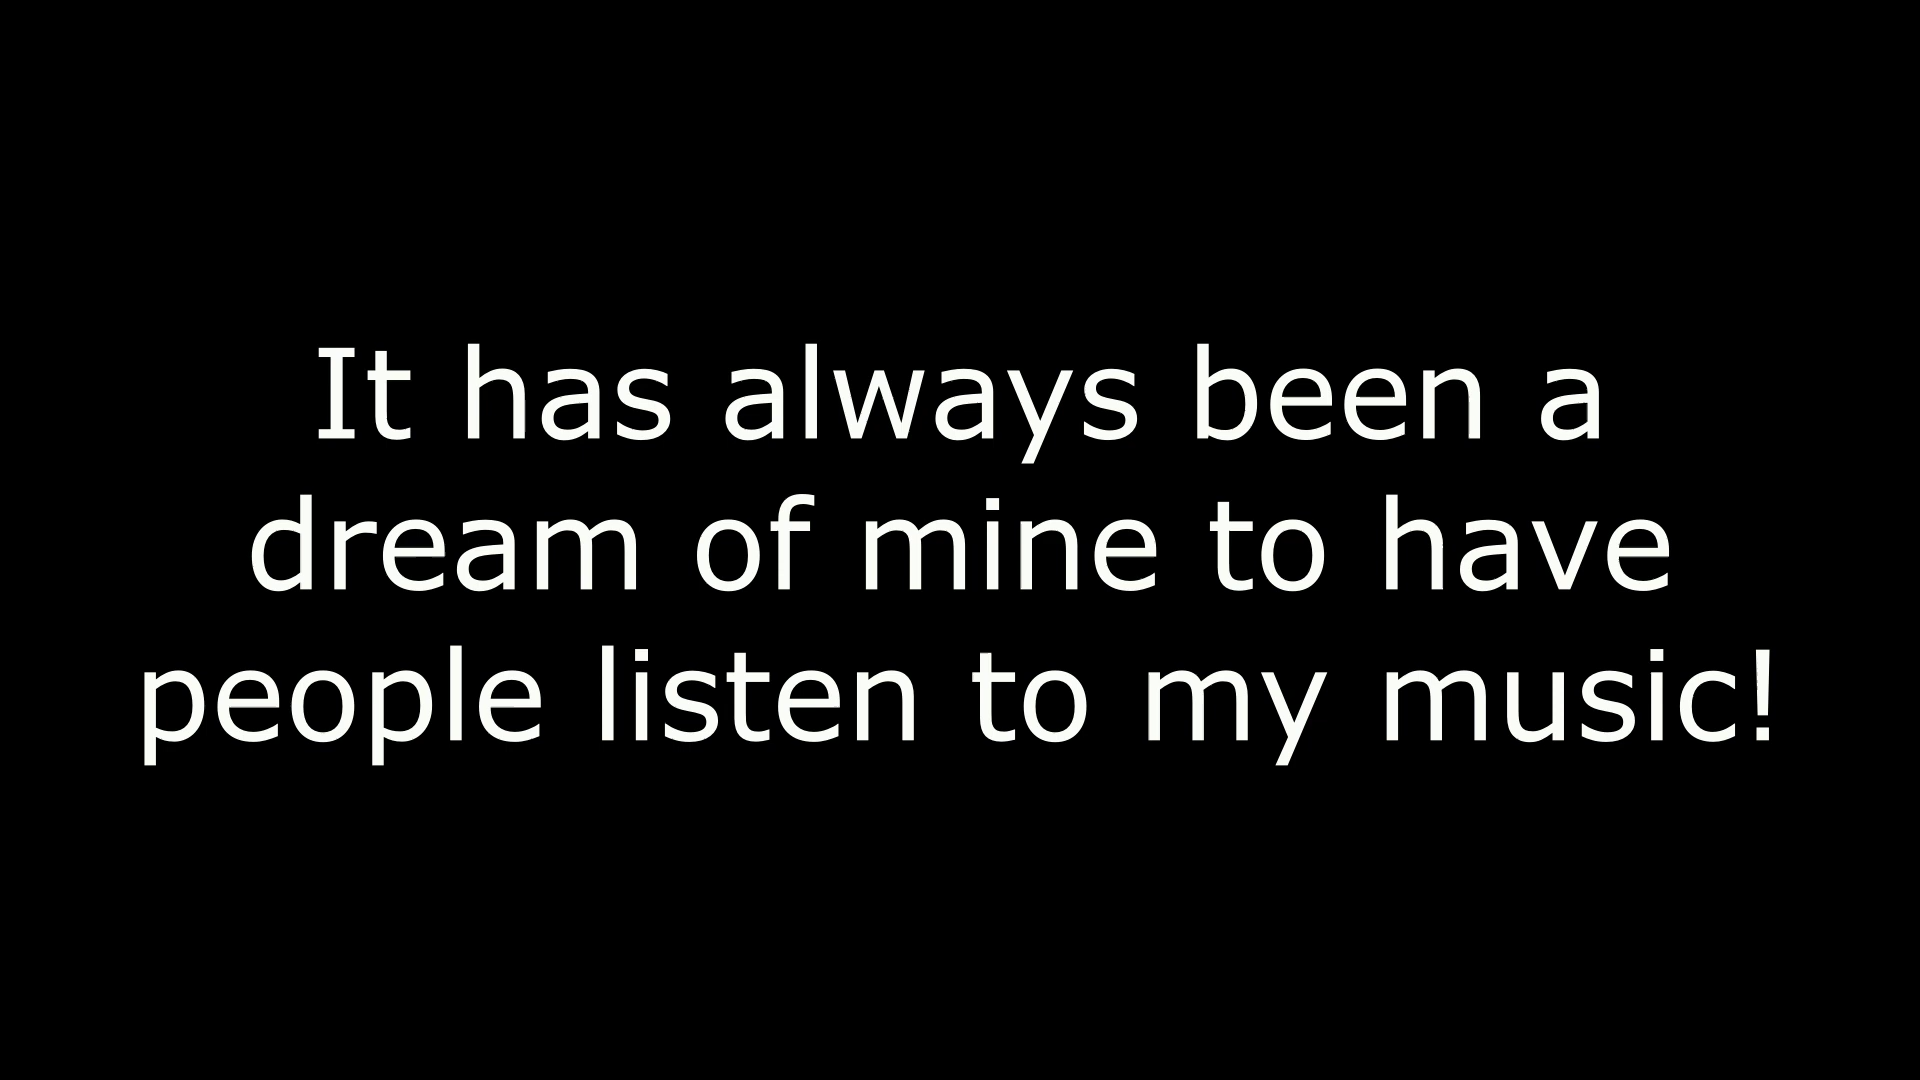 It has always been a
dream of mine to have
people listen to my music!